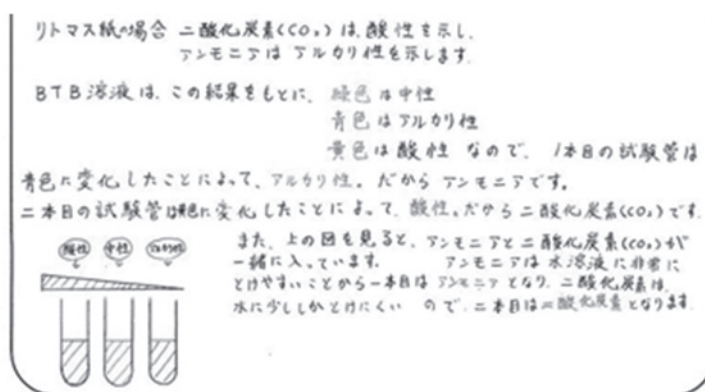 リトマス紙の場合 二酸化炭素(CO₂)は、酸性を示し、
アンモニアは アルカリ性を示します。
BTB溶液は、この結果をもとに、緑色は中性
青色はアルカリ性
黄色は酸性 なので、1本目の試験管は
青色に変化したことによって、アルカリ性。だから アンモニアです。
二本目の試験管は黄色に変化したことによって、酸性。だから二酸化炭素(CO₂)です。
また、上の図を見ると、アンモニアと二酸化炭素(CO₂)が
一緒に入っています。 アンモニアは水溶液に非常に
とけやすいことから一本目はアンモニアとなり、二酸化炭素は、
水に少ししかとけにくい ので、二本目は二酸化炭素となります。
酸性 中性 アルカリ性